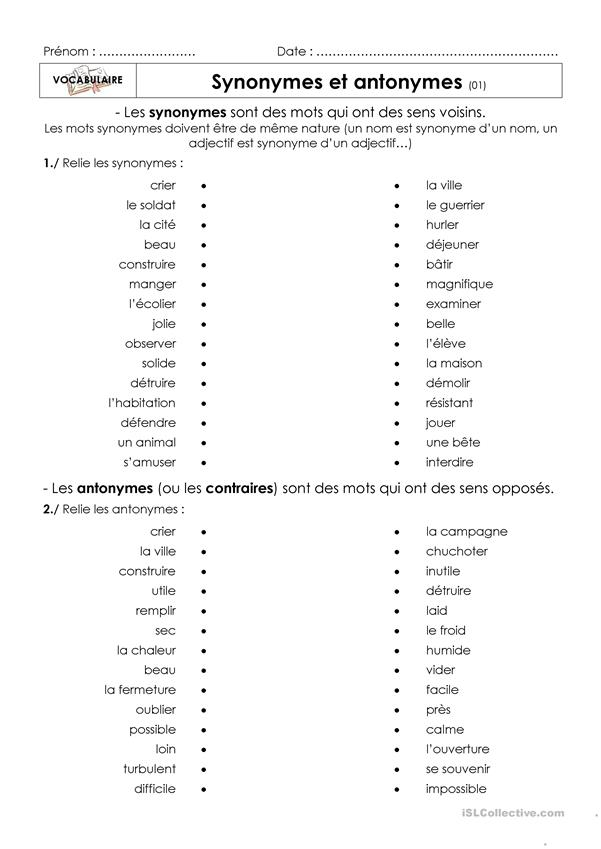 Prénom : ........................ Date : ............................................................
VOCABULAIRE Synonymes et antonymes (01)
- Les synonymes sont des mots qui ont des sens voisins.
Les mots synonymes doivent être de même nature (un nom est synonyme d'un nom, un
adjectif est synonyme d'un adjectif...)
1./ Relie les synonymes :
crier • • la ville
le soldat • • le guerrier
la cité • • hurler
beau • • déjeuner
construire • • bâtir
manger • • magnifique
l'écolier • • examiner
jolie • • belle
observer • • l'élève
solide • • la maison
détruire • • démolir
l'habitation • • résistant
défendre • • jouer
un animal • • une bête
s'amuser • • interdire
- Les antonymes (ou les contraires) sont des mots qui ont des sens opposés.
2./ Relie les antonymes :
crier • • la campagne
la ville • • chuchoter
construire • • inutile
utile • • détruire
remplir • • laid
sec • • le froid
la chaleur • • humide
beau • • vider
la fermeture • • facile
oublier • • près
possible • • calme
loin • • l'ouverture
turbulent • • se souvenir
difficile • • impossible
iSLCollective.com